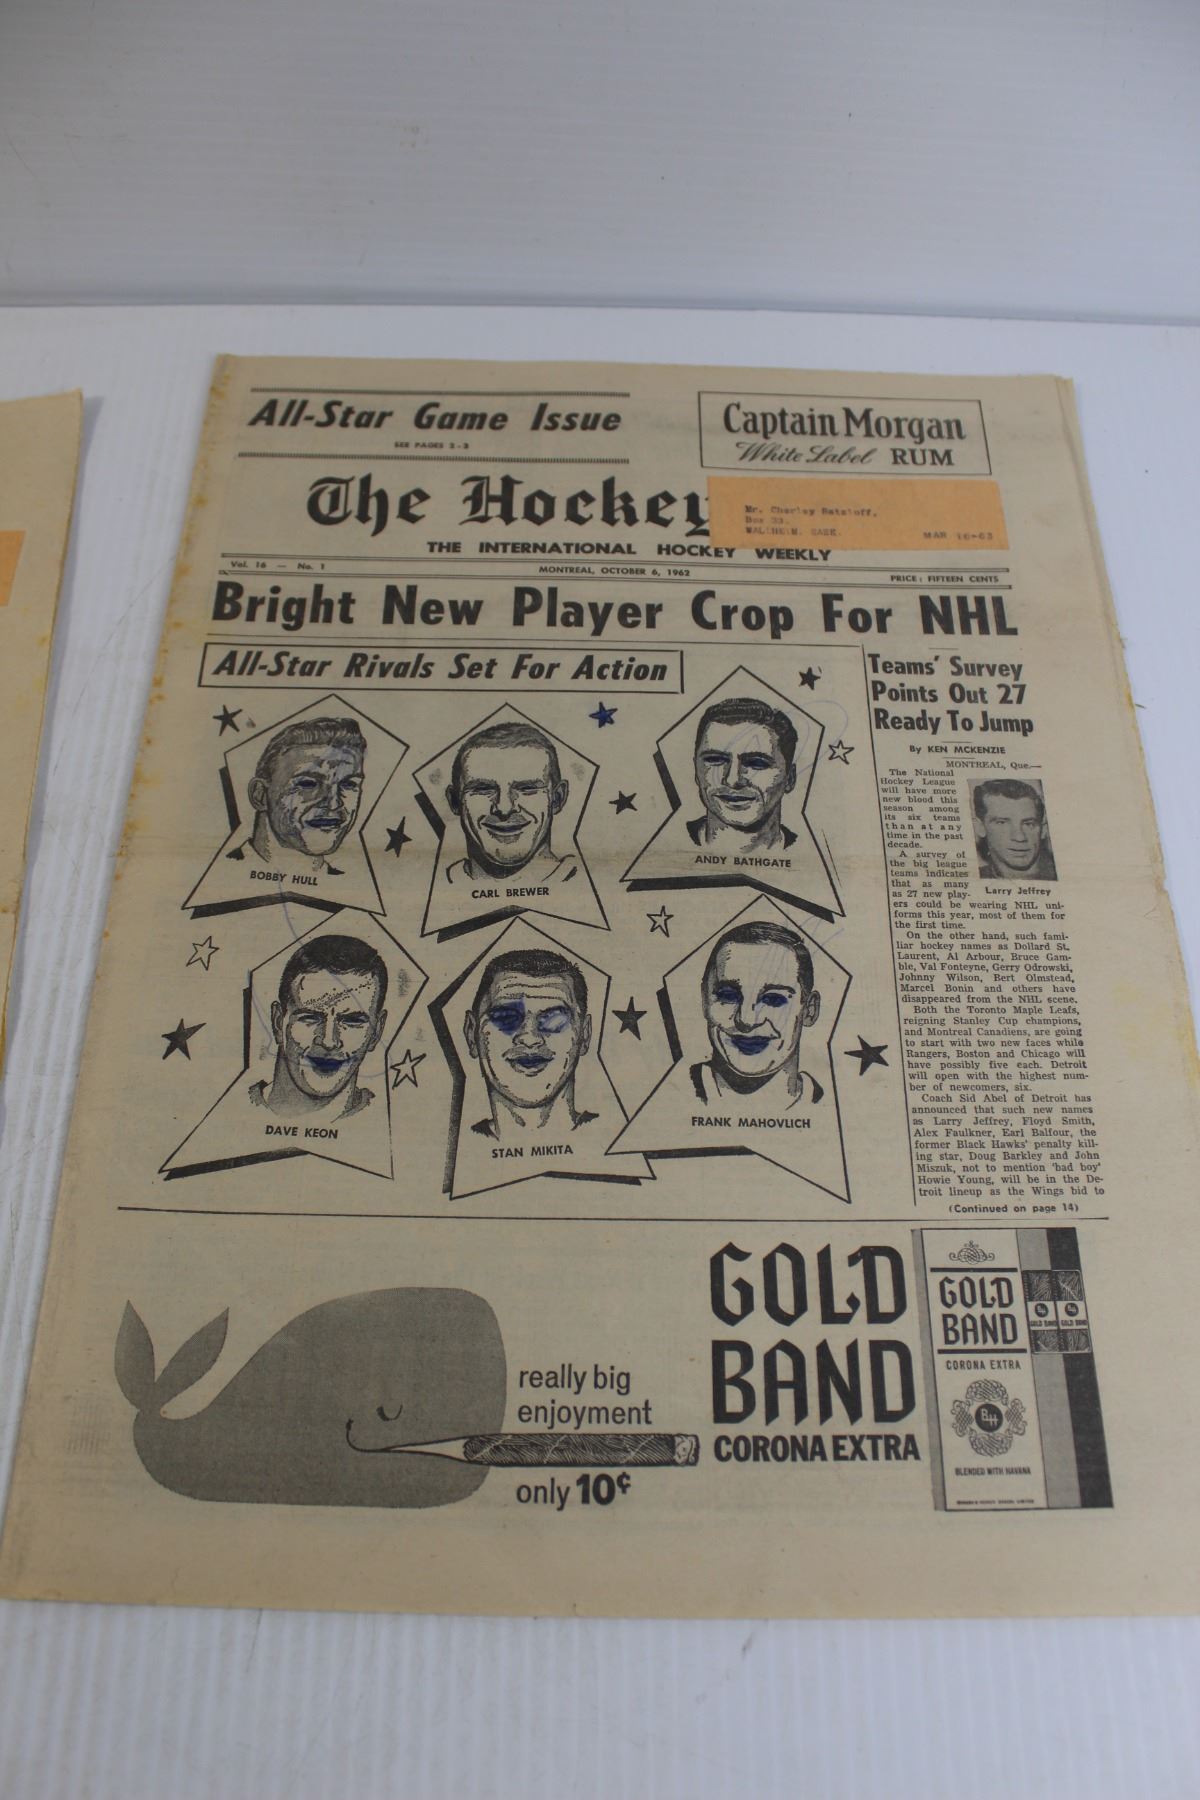 All-Star Game Issue
SEE PAGES 2-3
Captain Morgan
White Label RUM
The Hockey
Mr. Charley
Box 33,
SASK.
MAR 16-63
THE INTERNATIONAL HOCKEY WEEKLY
Vol. 16 — No. 1
MONTREAL, OCTOBER 6, 1962
PRICE: FIFTEEN CENTS
Bright New Player Crop For NHL
All-Star Rivals Set For Action
BOBBY HULL
CARL BREWER
ANDY BATHGATE
DAVE KEON
STAN MIKITA
FRANK MAHOVLICH
Teams' Survey
Points Out 27
Ready To Jump
By KEN MCKENZIE
MONTREAL, Que.—
The National
Hockey League
will have more
new blood this
season among
its six teams
than at any
time in the past
decade.
A survey of
the big league
teams indicates
that as many
as 27 new play-
ers could be wearing NHL uni-
forms this year, most of them for
the first time.
Larry Jeffrey
On the other hand, such fami-
liar hockey names as Dollard St.
Laurent, Al Arbour, Bruce Gam-
ble, Val Fonteyne, Gerry Odrowski,
Johnny Wilson, Bert Olmstead,
Marcel Bonin and others have
disappeared from the NHL scene.
Both the Toronto Maple Leafs,
reigning Stanley Cup champions,
and Montreal Canadiens, are going
to start with two new faces while
Rangers, Boston and Chicago will
have possibly five each. Detroit
will open with the highest num-
ber of newcomers, six.
Coach Sid Abel of Detroit has
announced that such new names
as Larry Jeffrey, Floyd Smith,
Alex Faulkner, Earl Balfour, the
former Black Hawks' penalty kill-
ing star, Doug Barkley and John
Miszuk, not to mention 'bad boy'
Howie Young, will be in the De-
troit lineup as the Wings bid to
(Continued on page 14)
really big
enjoyment
only 10¢
GOLD
BAND
CORONA EXTRA
GOLD
BAND
CORONA EXTRA
BH
BLENDED WITH HAVANA
GOLD BAND
GOLD BAND